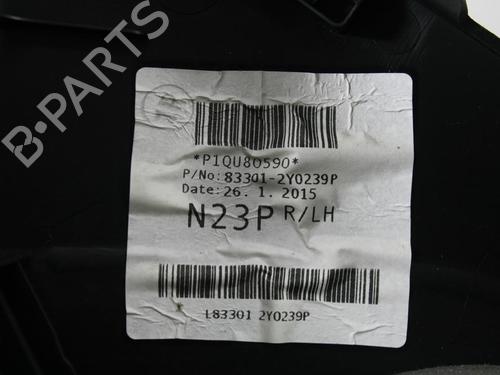 B-PARTS
*P1QU80590*
P/No: 83301-2Y0239P
Date: 26. 1. 2015
N23P R/LH
L83301 2Y0239P